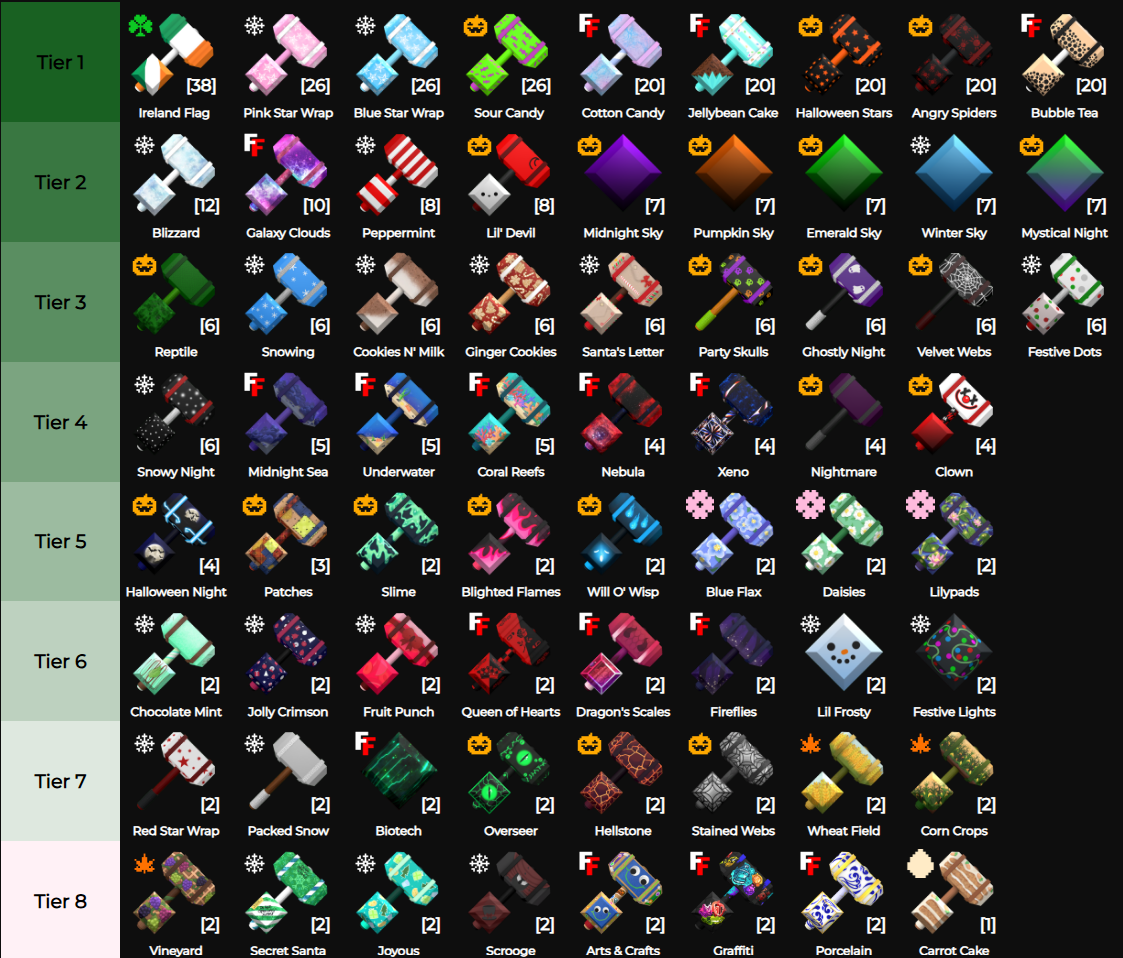 Tier 1
[38] [26] [26] [26] [20] [20] [20] [20] [20]
Ireland Flag Pink Star Wrap Blue Star Wrap Sour Candy Cotton Candy Jellybean Cake Halloween Stars Angry Spiders Bubble Tea
Tier 2
[12] [10] [8] [8] [7] [7] [7] [7] [7]
Blizzard Galaxy Clouds Peppermint Lil' Devil Midnight Sky Pumpkin Sky Emerald Sky Winter Sky Mystical Night
Tier 3
[6] [6] [6] [6] [6] [6] [6] [6] [6]
Reptile Snowing Cookies N' Milk Ginger Cookies Santa's Letter Party Skulls Ghostly Night Velvet Webs Festive Dots
Tier 4
[6] [5] [5] [5] [4] [4] [4] [4]
Snowy Night Midnight Sea Underwater Coral Reefs Nebula Xeno Nightmare Clown
Tier 5
[4] [3] [2] [2] [2] [2] [2] [2]
Halloween Night Patches Slime Blighted Flames Will O' Wisp Blue Flax Daisies Lilypads
Tier 6
[2] [2] [2] [2] [2] [2] [2] [2]
Chocolate Mint Jolly Crimson Fruit Punch Queen of Hearts Dragon's Scales Fireflies Lil Frosty Festive Lights
Tier 7
[2] [2] [2] [2] [2] [2] [2] [2]
Red Star Wrap Packed Snow Biotech Overseer Hellstone Stained Webs Wheat Field Corn Crops
Tier 8
[2] [2] [2] [2] [2] [2] [2] [1]
Vineyard Secret Santa Joyous Scrooge Arts & Crafts Graffiti Porcelain Carrot Cake